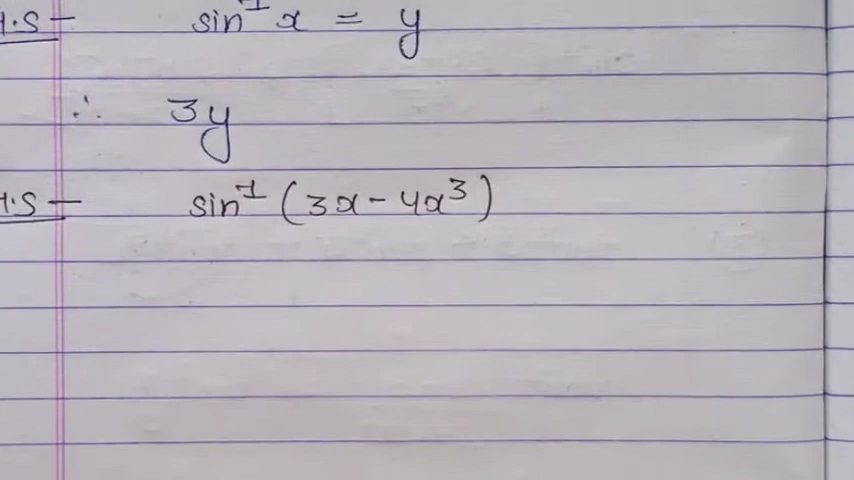 H.S — sin⁻¹ x = y
∴ 3y
H.S — sin⁻¹ (3x - 4x³)